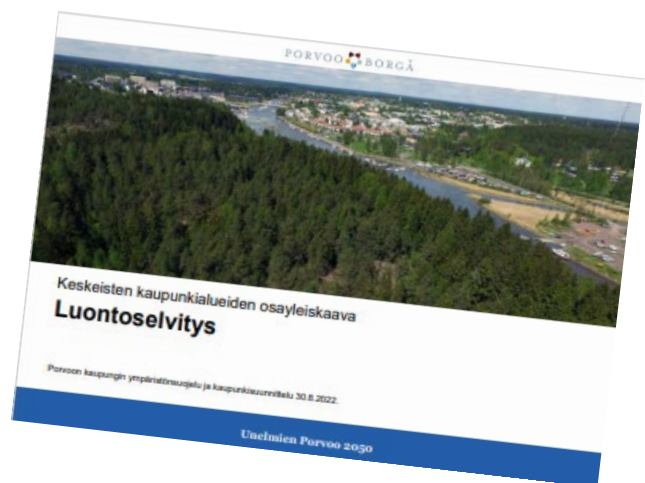 PORVOO BORGÅ
Keskeisten kaupunkialueiden osayleiskaava
Luontoselvitys
Porvoon kaupungin ympäristönsuojelu ja kaupunkisuunnittelu 30.8.2022.
Unelmien Porvoo 2050